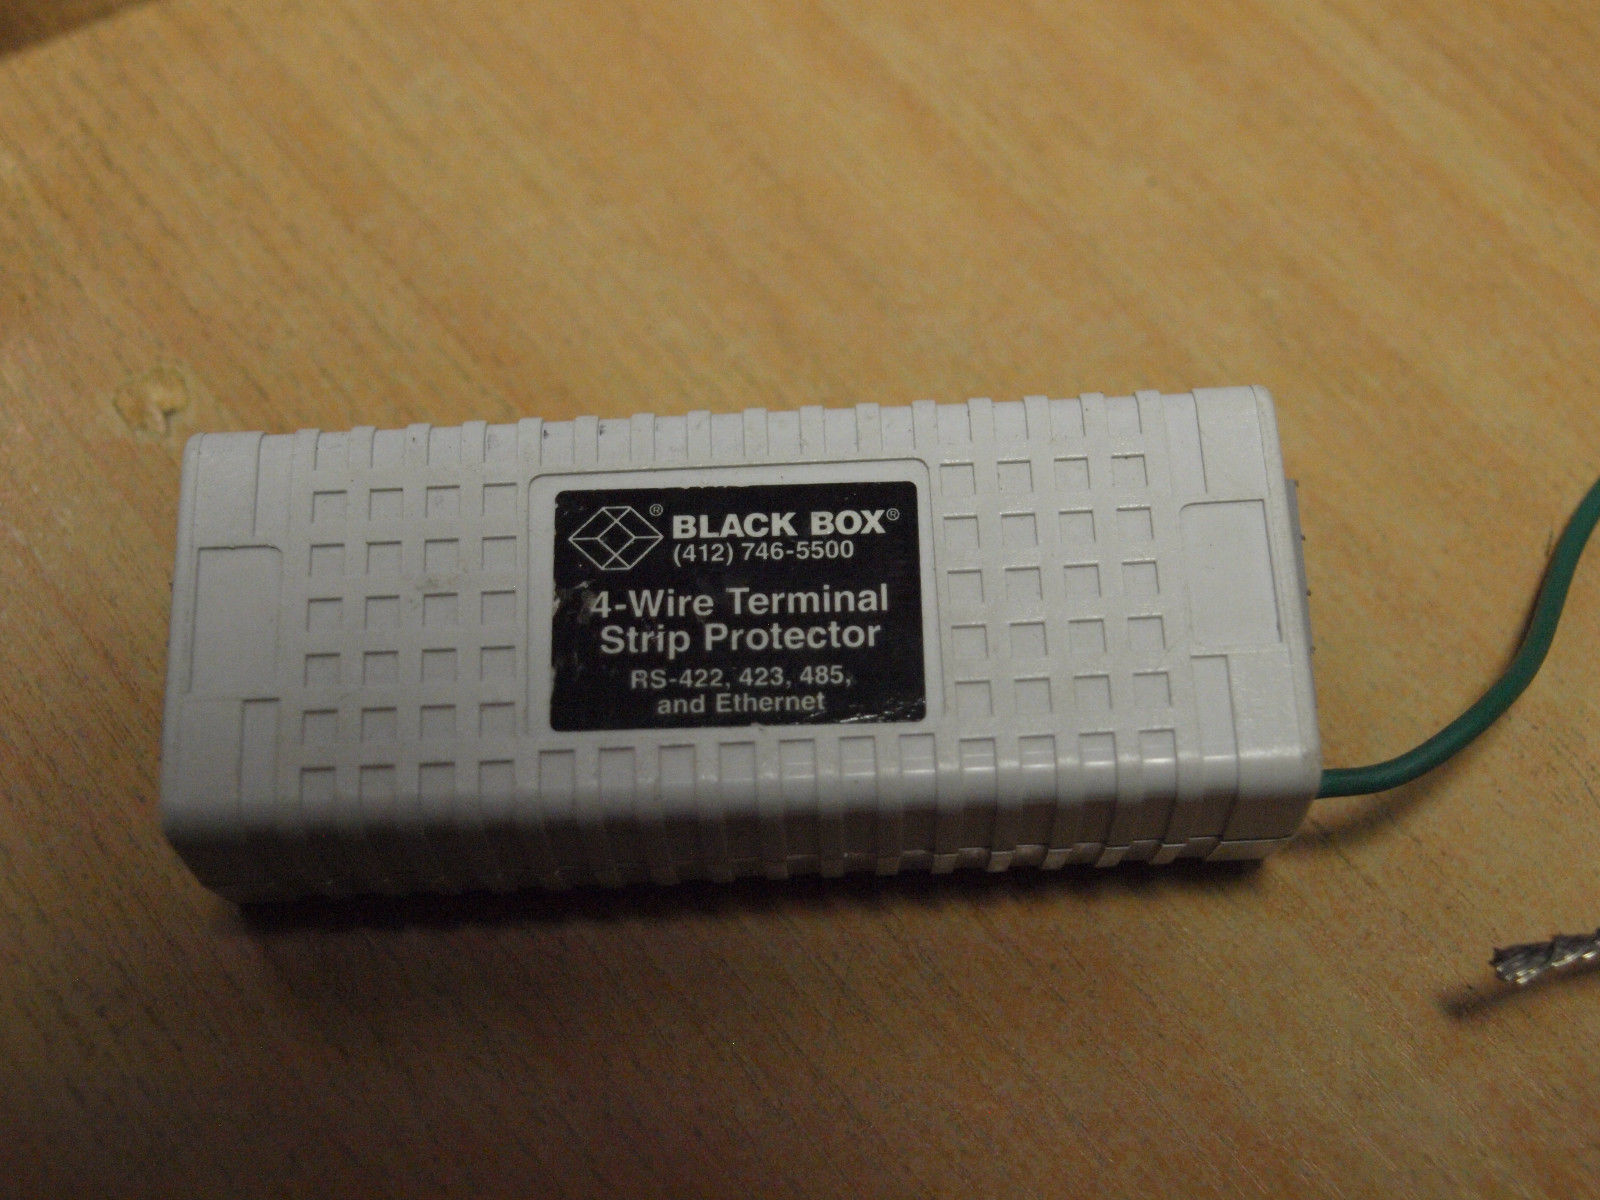 ® BLACK BOX®
(412) 746-5500
4-Wire Terminal
Strip Protector
RS-422, 423, 485,
and Ethernet